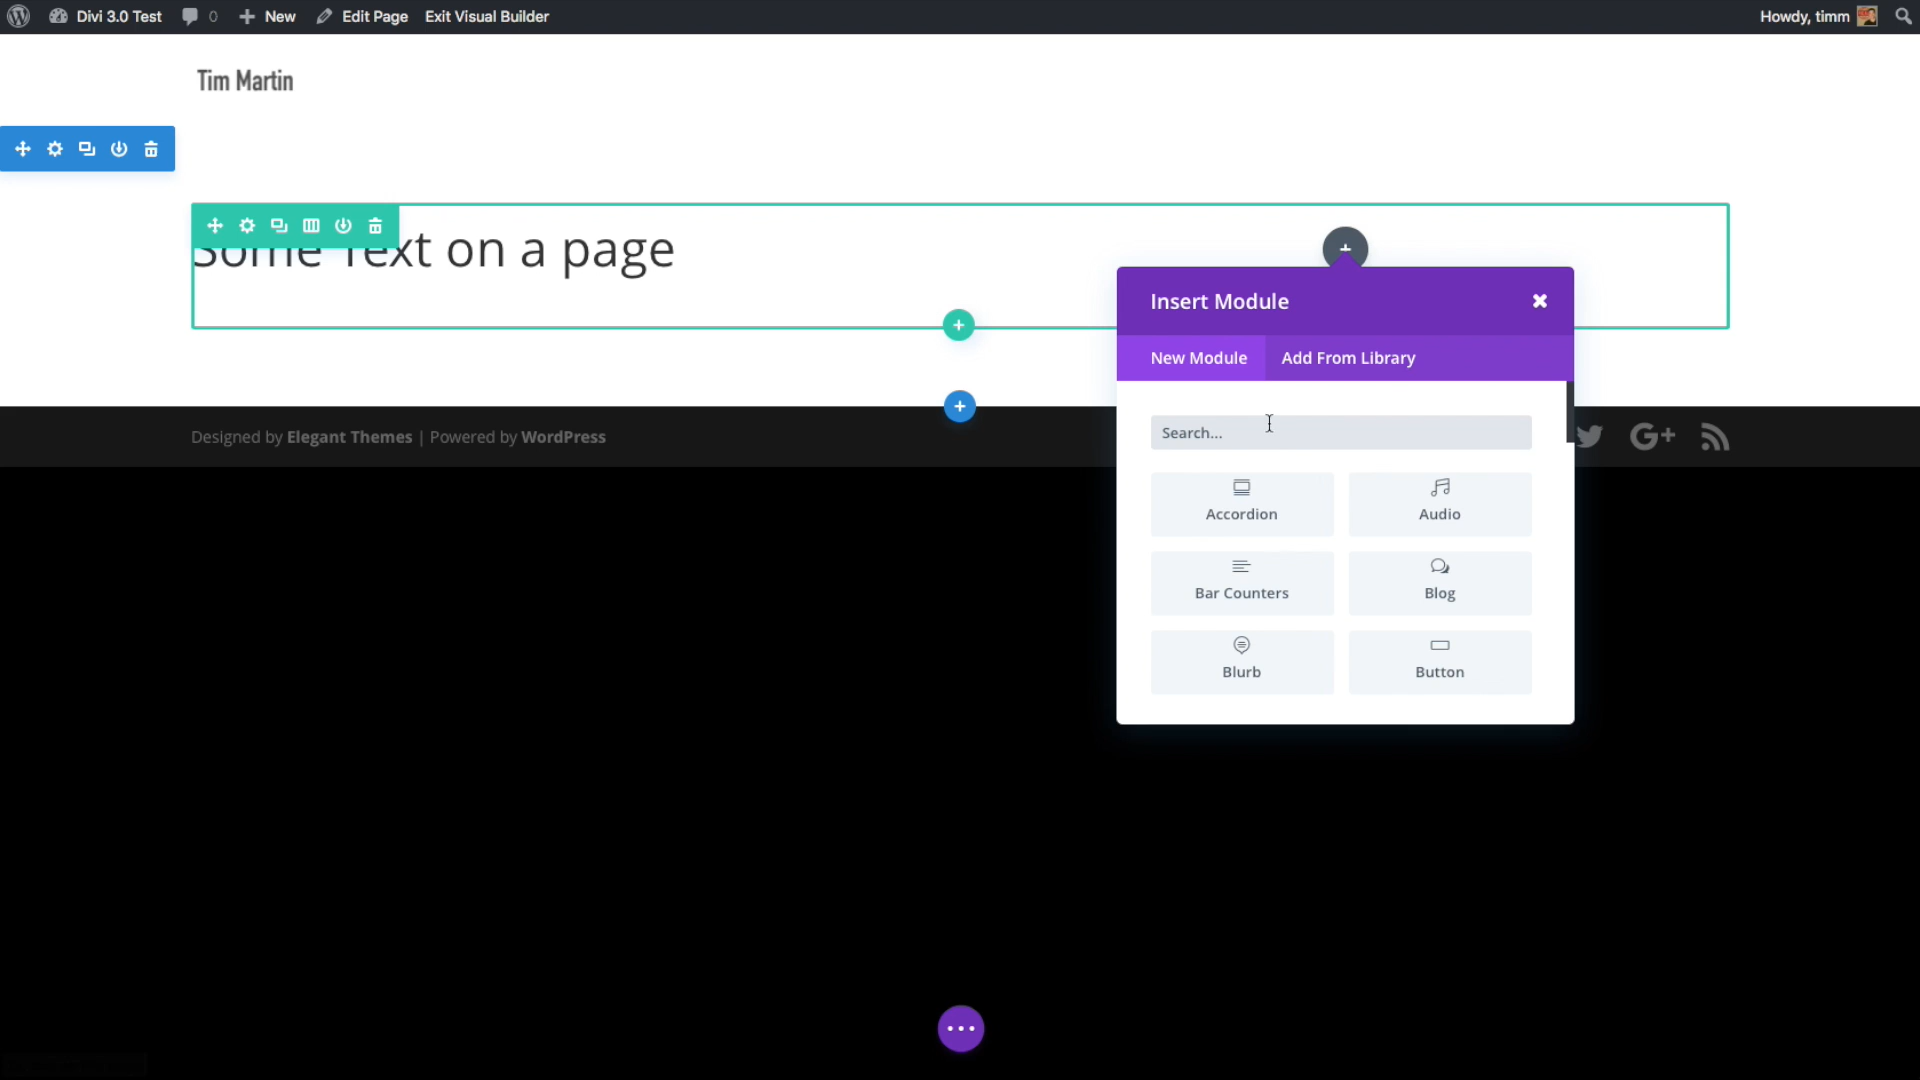 Divi 3.0 Test 0 New Edit Page Exit Visual Builder Howdy, timm
Tim Martin
Some Text on a page
Insert Module
New Module Add From Library
Search...
Designed by Elegant Themes | Powered by WordPress
Accordion Audio
Bar Counters Blog
Blurb Button